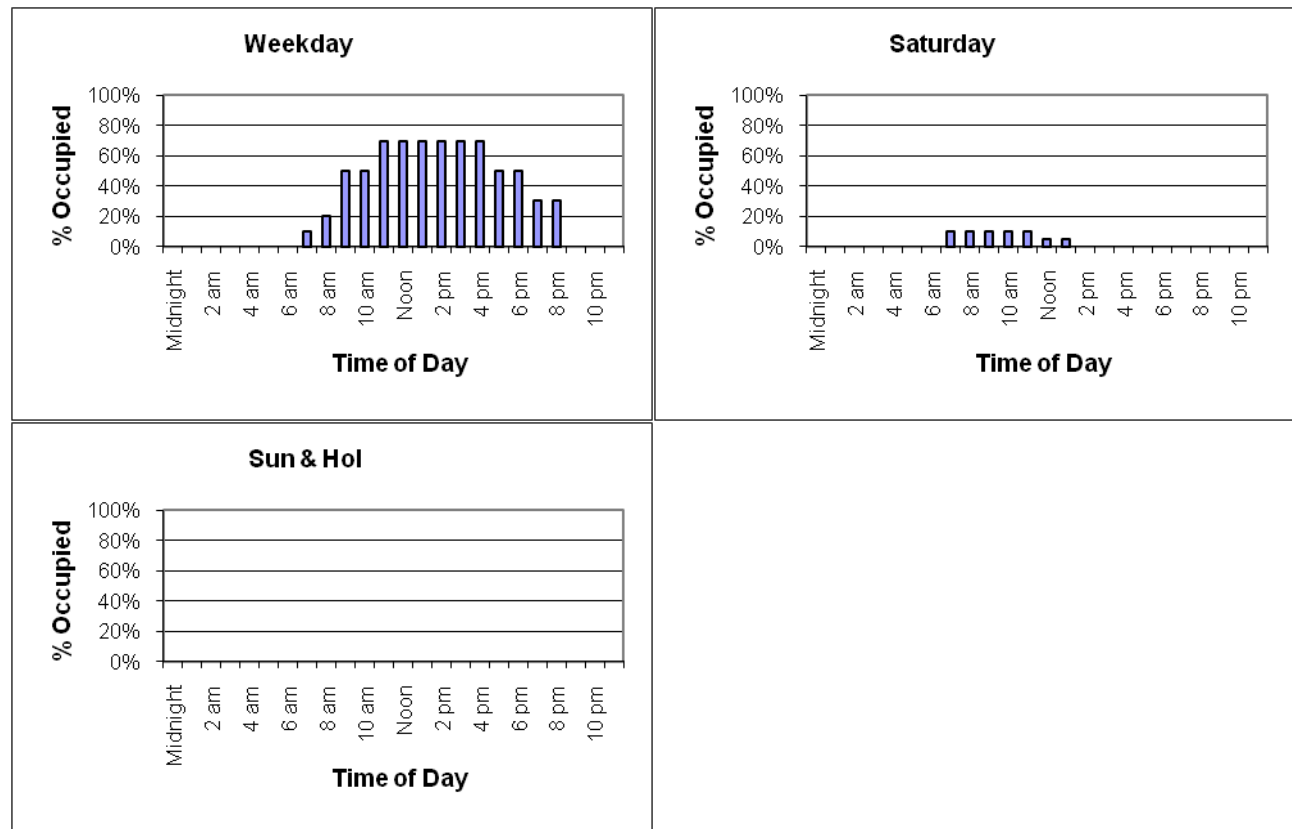 Weekday
% Occupied
100%
80%
60%
40%
20%
0%
Midnight
2 am
4 am
6 am
8 am
10 am
Noon
2 pm
4 pm
6 pm
8 pm
10 pm
Time of Day
Saturday
% Occupied
100%
80%
60%
40%
20%
0%
Midnight
2 am
4 am
6 am
8 am
10 am
Noon
2 pm
4 pm
6 pm
8 pm
10 pm
Time of Day
Sun & Hol
% Occupied
100%
80%
60%
40%
20%
0%
Midnight
2 am
4 am
6 am
8 am
10 am
Noon
2 pm
4 pm
6 pm
8 pm
10 pm
Time of Day